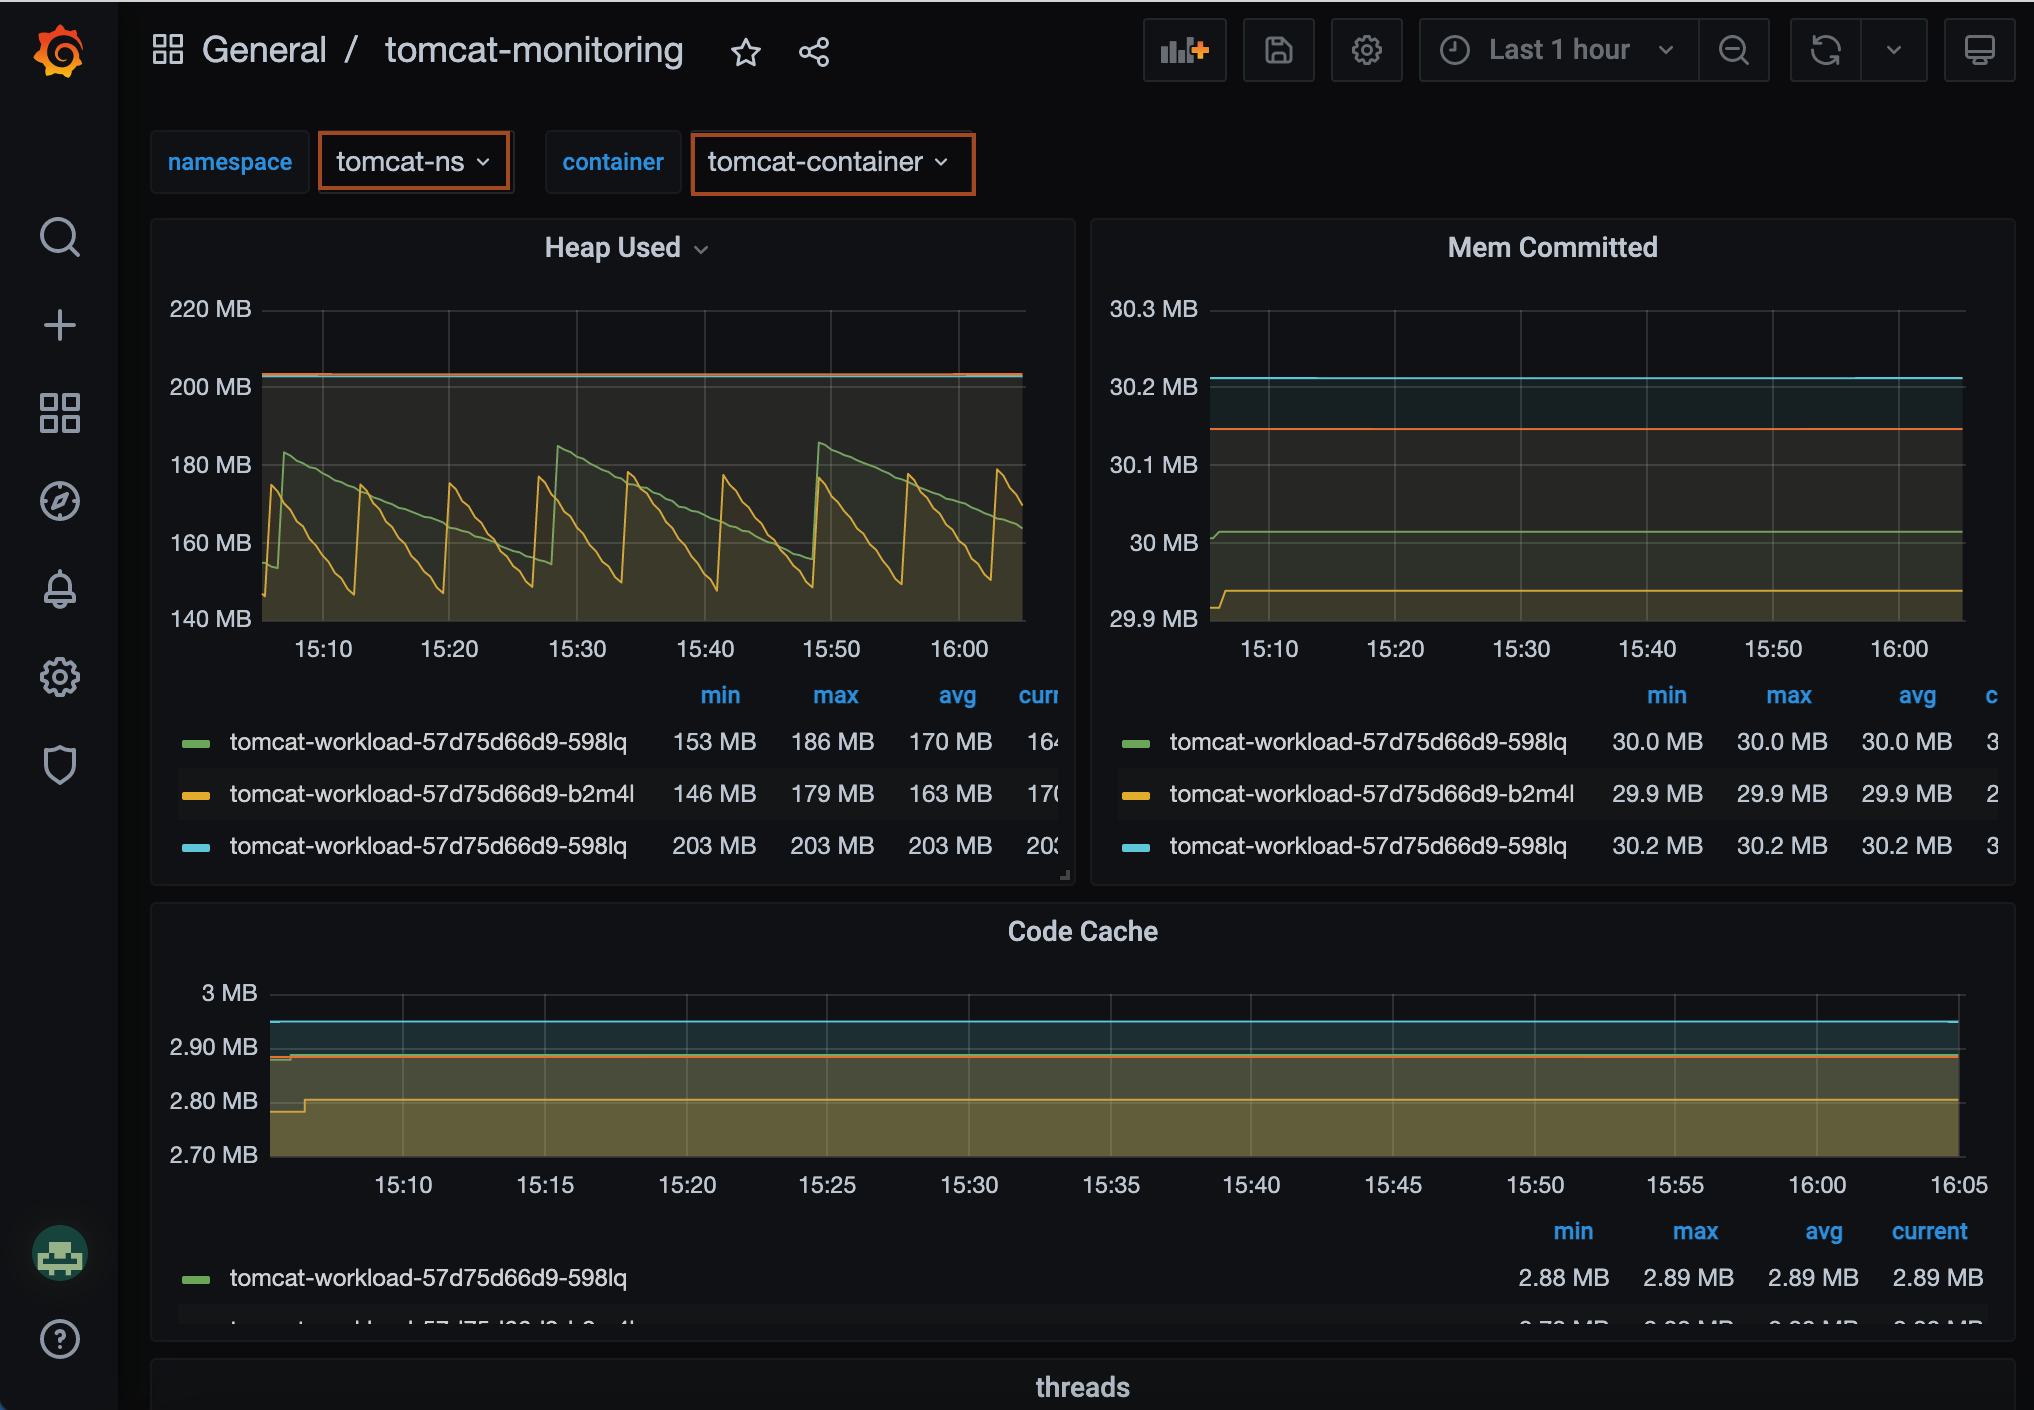 General / tomcat-monitoring
Last 1 hour
namespace tomcat-ns container tomcat-container
Heap Used
220 MB
200 MB
180 MB
160 MB
140 MB
15:10 15:20 15:30 15:40 15:50 16:00
min max avg curr
tomcat-workload-57d75d66d9-598lq 153 MB 186 MB 170 MB 164
tomcat-workload-57d75d66d9-b2m4l 146 MB 179 MB 163 MB 170
tomcat-workload-57d75d66d9-598lq 203 MB 203 MB 203 MB 203
Mem Committed
30.3 MB
30.2 MB
30.1 MB
30 MB
29.9 MB
15:10 15:20 15:30 15:40 15:50 16:00
min max avg c
tomcat-workload-57d75d66d9-598lq 30.0 MB 30.0 MB 30.0 MB 3
tomcat-workload-57d75d66d9-b2m4l 29.9 MB 29.9 MB 29.9 MB 2
tomcat-workload-57d75d66d9-598lq 30.2 MB 30.2 MB 30.2 MB 3
Code Cache
3 MB
2.90 MB
2.80 MB
2.70 MB
15:10 15:15 15:20 15:25 15:30 15:35 15:40 15:45 15:50 15:55 16:00 16:05
min max avg current
tomcat-workload-57d75d66d9-598lq 2.88 MB 2.89 MB 2.89 MB 2.89 MB
threads